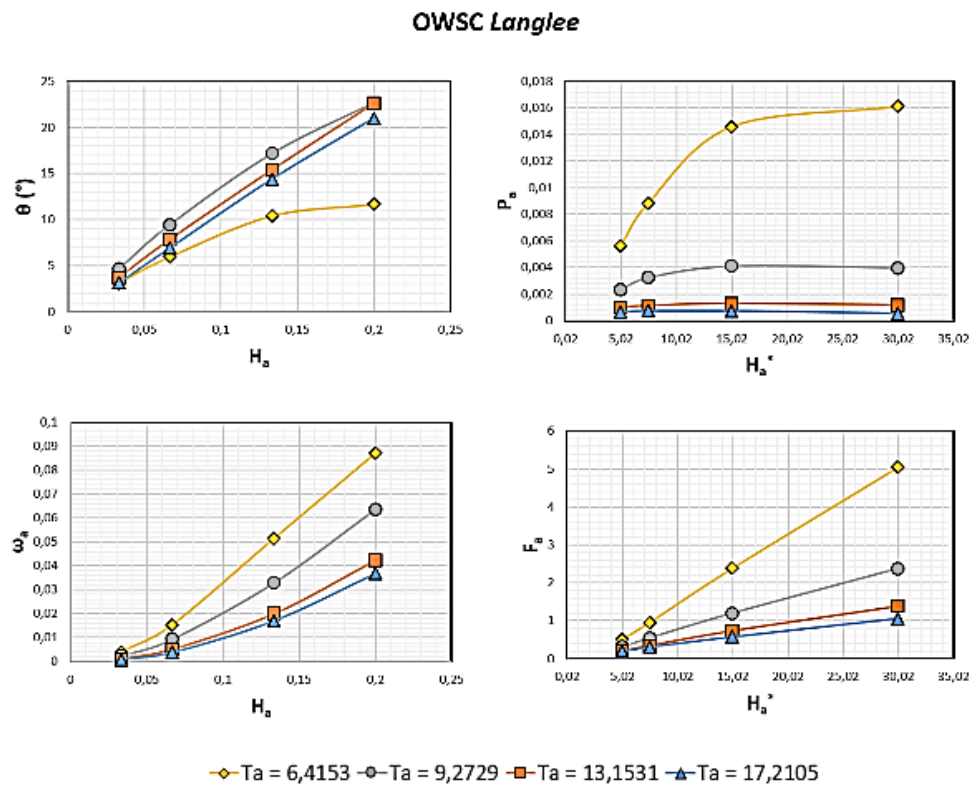 OWSC Langlee
25
20
15
10
5
0
θ (°)
0 0,05 0,1 0,15 0,2 0,25
Hₐ
0,018
0,016
0,014
0,012
0,01
0,008
0,006
0,004
0,002
0
Pₐ
0,02 5,02 10,02 15,02 20,02 25,02 30,02 35,02
Hₐ*
0,1
0,09
0,08
0,07
0,06
0,05
0,04
0,03
0,02
0,01
0
ωₐ
0 0,05 0,1 0,15 0,2 0,25
Hₐ
6
5
4
3
2
1
0
Fₐ
0,02 5,02 10,02 15,02 20,02 25,02 30,02 35,02
Hₐ*
Ta = 6,4153 Ta = 9,2729 Ta = 13,1531 Ta = 17,2105